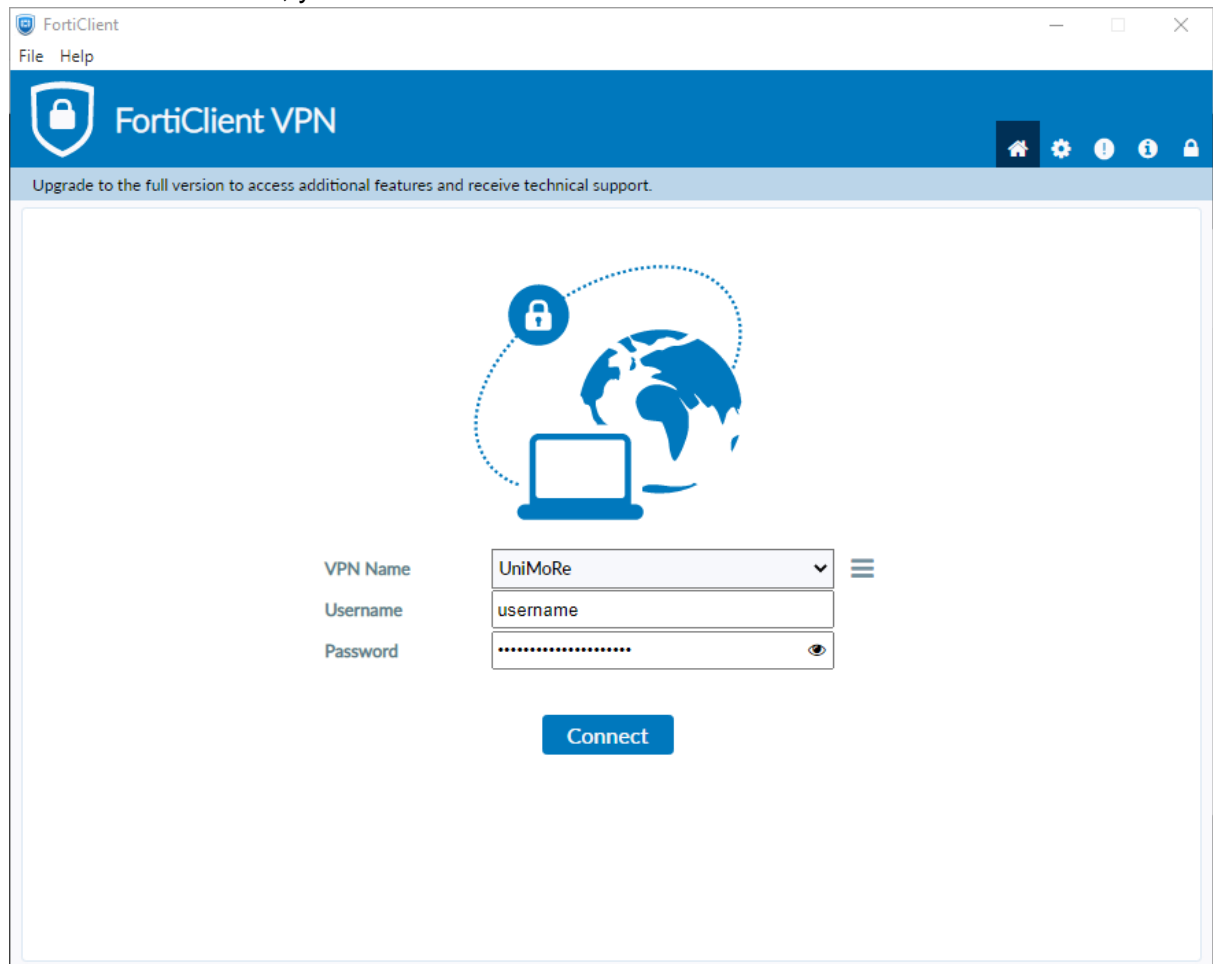 FortiClient
File Help
FortiClient VPN
Upgrade to the full version to access additional features and receive technical support.
VPN Name UniMoRe
Username username
Password •••••••••••••••••••••
Connect